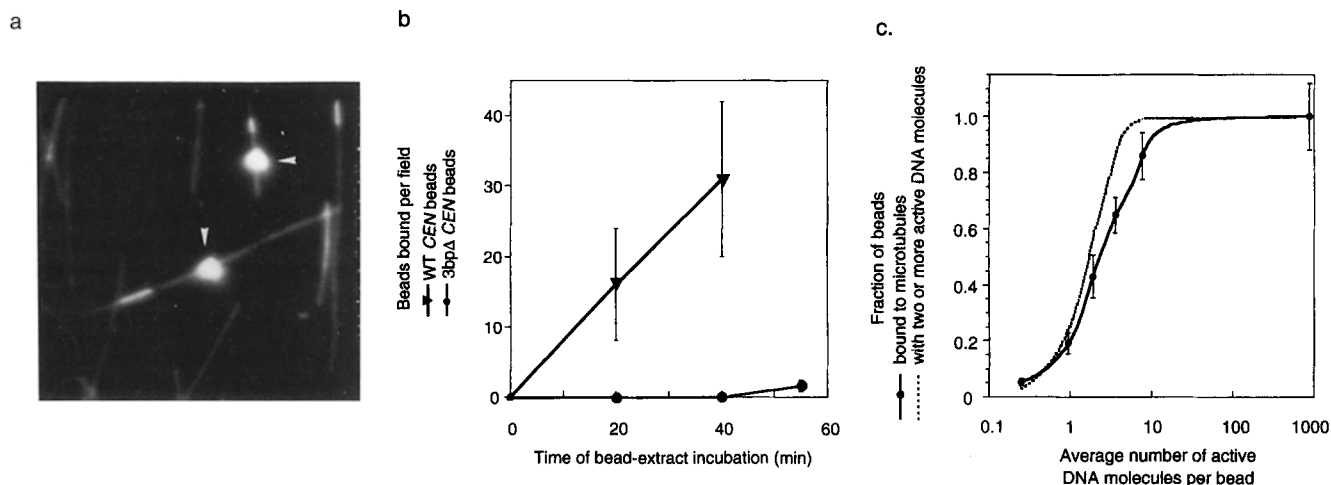 a
b
Beads bound per field
WT CEN beads
3bpΔ CEN beads
40
30
20
10
0
0
20
40
60
Time of bead-extract incubation (min)
c.
Fraction of beads
bound to microtubules
with two or more active DNA molecules
1.0
0.8
0.6
0.4
0.2
0
0.1
1
10
100
1000
Average number of active
DNA molecules per bead